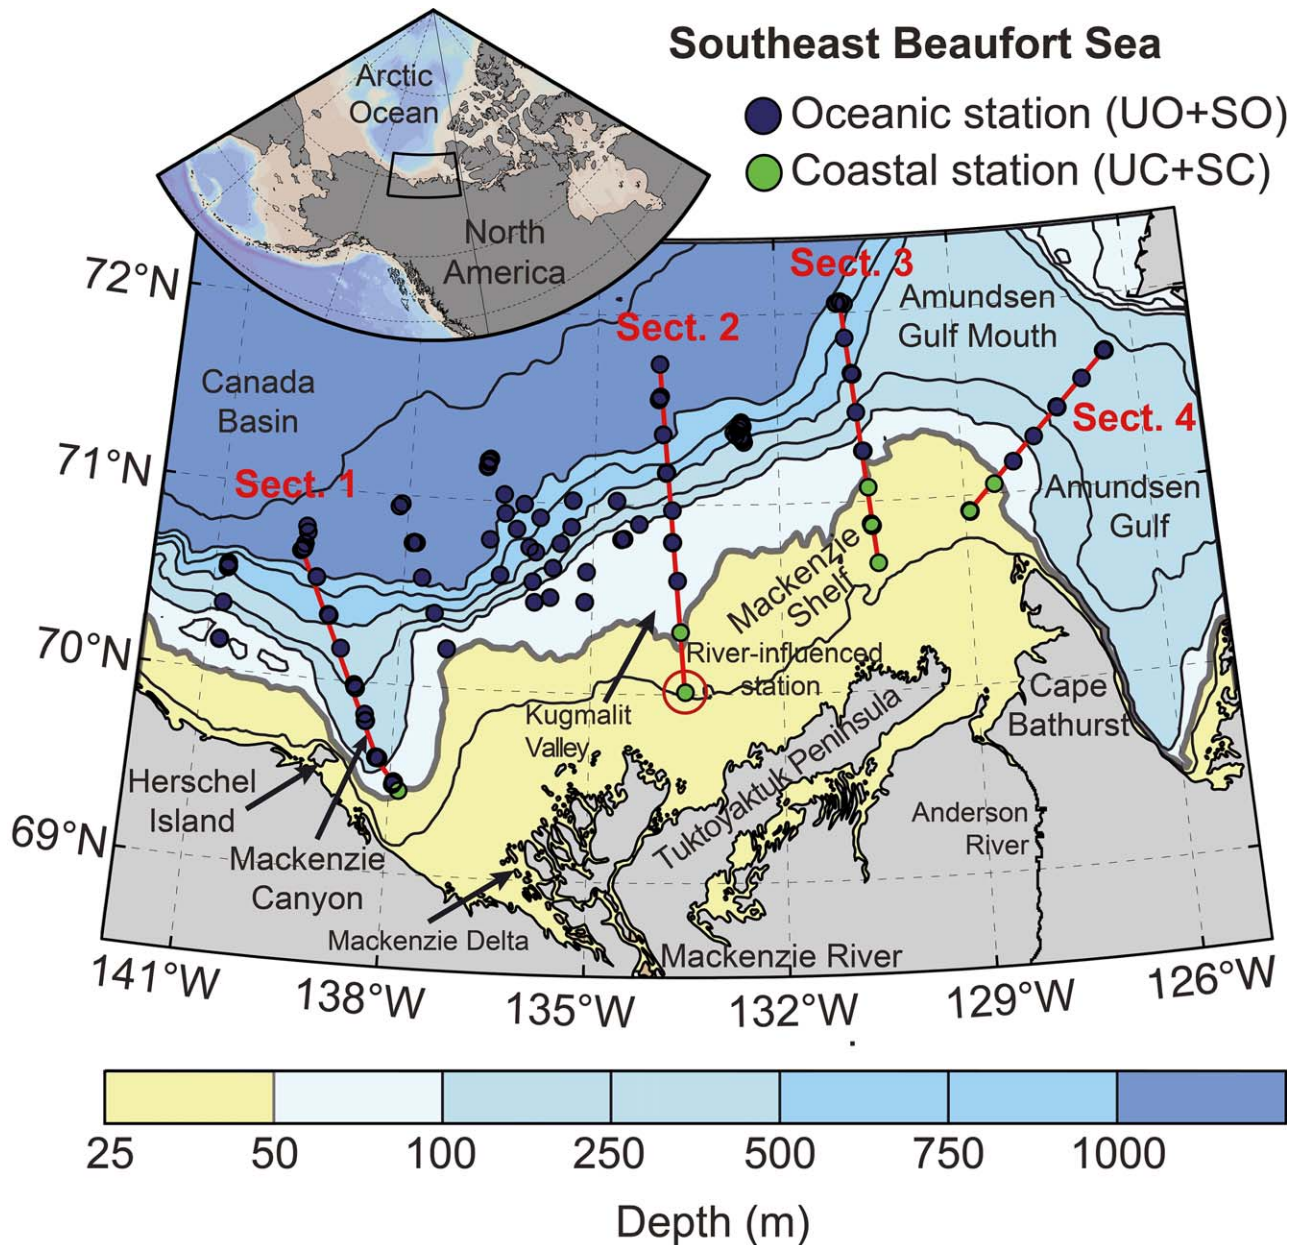 Southeast Beaufort Sea
Oceanic station (UO+SO)
Coastal station (UC+SC)
Arctic
Ocean
North
America
72°N
71°N
70°N
69°N
Canada
Basin
Sect. 1
Sect. 2
Sect. 3
Sect. 4
Amundsen
Gulf Mouth
Amundsen
Gulf
Mackenzie
Shelf
River-influenced
station
Kugmalit
Valley
Cape
Bathurst
Tuktoyaktuk Peninsula
Herschel
Island
Mackenzie
Canyon
Mackenzie Delta
Anderson
River
Mackenzie River
141°W
138°W
135°W
132°W
129°W
126°W
25
50
100
250
500
750
1000
Depth (m)